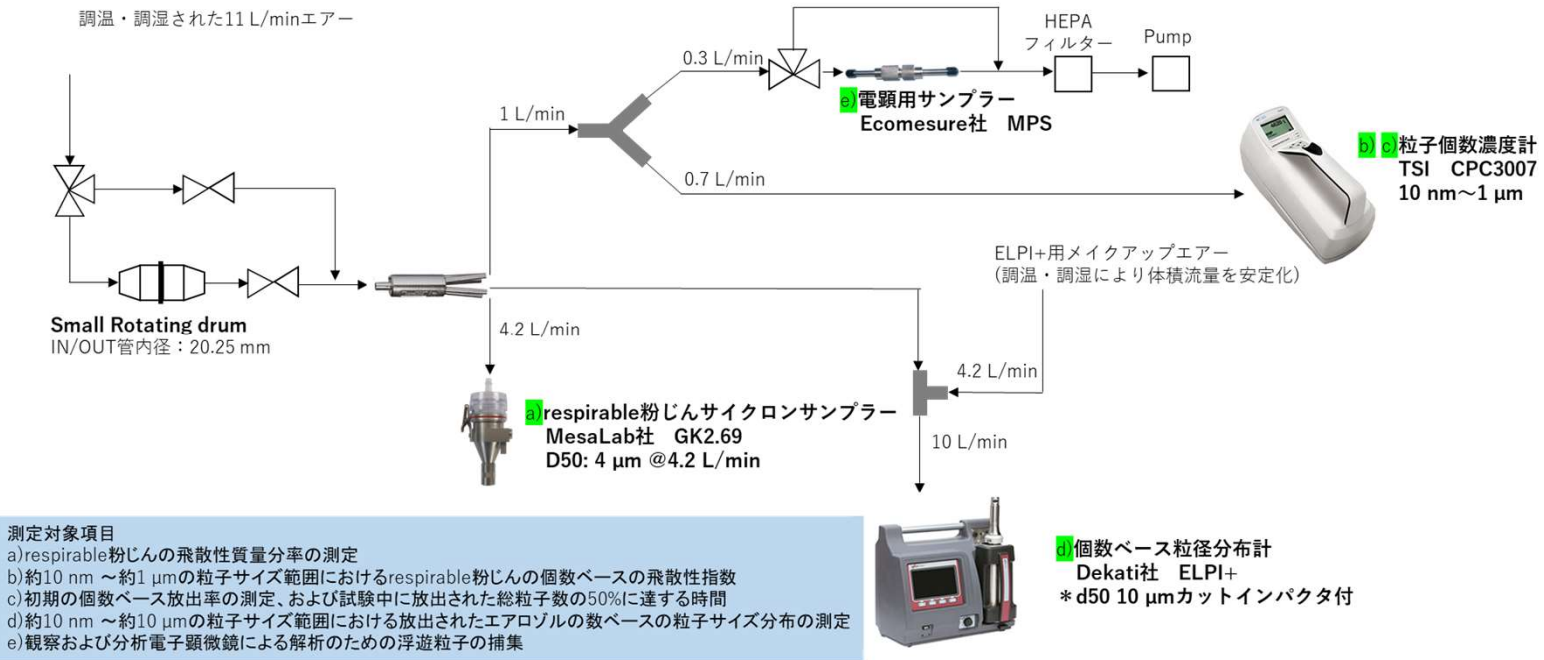 調温・調湿された11 L/minエアー
HEPA
フィルター
Pump
0.3 L/min
1 L/min
e)電顕用サンプラー
Ecomesure社 MPS
b) c)粒子個数濃度計
TSI CPC3007
10 nm～1 μm
0.7 L/min
ELPI+用メイクアップエアー
(調温・調湿により体積流量を安定化)
Small Rotating drum
IN/OUT管内径：20.25 mm
4.2 L/min
4.2 L/min
a)respirable粉じんサイクロンサンプラー
MesaLab社 GK2.69
D50: 4 μm @4.2 L/min
10 L/min
d)個数ベース粒径分布計
Dekati社 ELPI+
＊d50 10 μmカットインパクタ付
測定対象項目
a)respirable粉じんの飛散性質量分率の測定
b)約10 nm ～約1 μmの粒子サイズ範囲におけるrespirable粉じんの個数ベースの飛散性指数
c)初期の個数ベース放出率の測定、および試験中に放出された総粒子数の50%に達する時間
d)約10 nm ～約10 μmの粒子サイズ範囲における放出されたエアロゾルの数ベースの粒子サイズ分布の測定
e)観察および分析電子顕微鏡による解析のための浮遊粒子の捕集